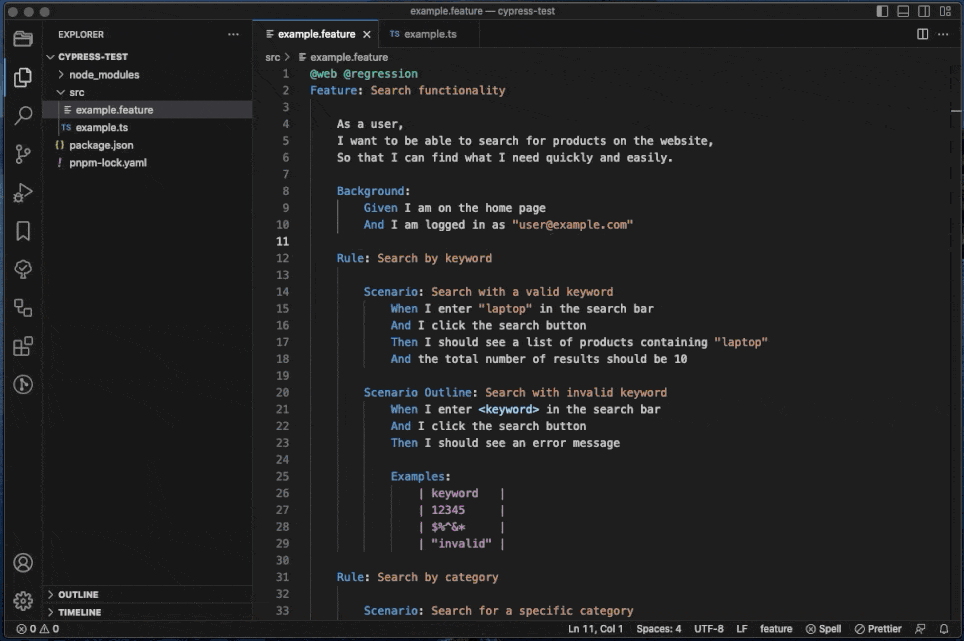 example.feature — cypress-test
EXPLORER
CYPRESS-TEST
node_modules
src
example.feature
TS example.ts
{} package.json
! pnpm-lock.yaml
OUTLINE
TIMELINE
example.feature
TS example.ts
src > example.feature
1 @web @regression
2 Feature: Search functionality
3
4 As a user,
5 I want to be able to search for products on the website,
6 So that I can find what I need quickly and easily.
7
8 Background:
9 Given I am on the home page
10 And I am logged in as "user@example.com"
11
12 Rule: Search by keyword
13
14 Scenario: Search with a valid keyword
15 When I enter "laptop" in the search bar
16 And I click the search button
17 Then I should see a list of products containing "laptop"
18 And the total number of results should be 10
19
20 Scenario Outline: Search with invalid keyword
21 When I enter <keyword> in the search bar
22 And I click the search button
23 Then I should see an error message
24
25 Examples:
26 | keyword |
27 | 12345 |
28 | $%^&* |
29 | "invalid" |
30
31 Rule: Search by category
32
33 Scenario: Search for a specific category
0 0 Ln 11, Col 1 Spaces: 4 UTF-8 LF feature Spell Prettier